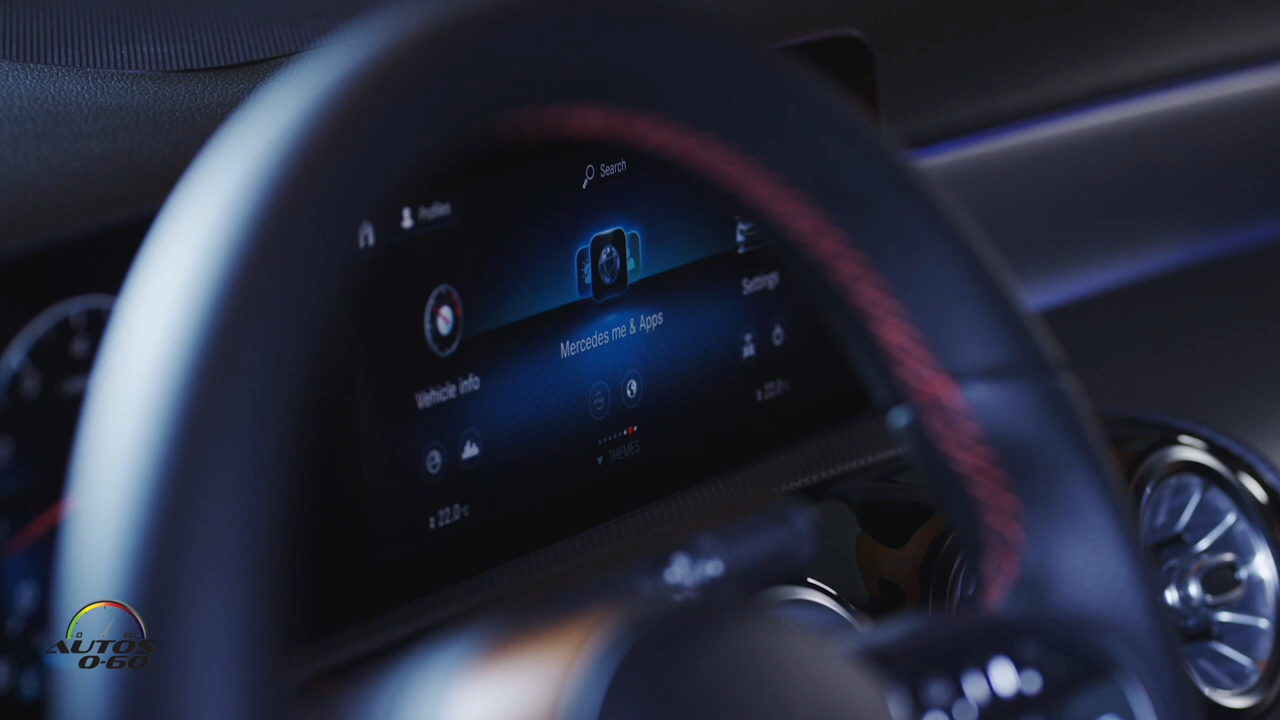 Search
Profiles
Settings
Mercedes me & Apps
Vehicle info
THEMES
22.0°C
22.0°C
AUTOS
0-60